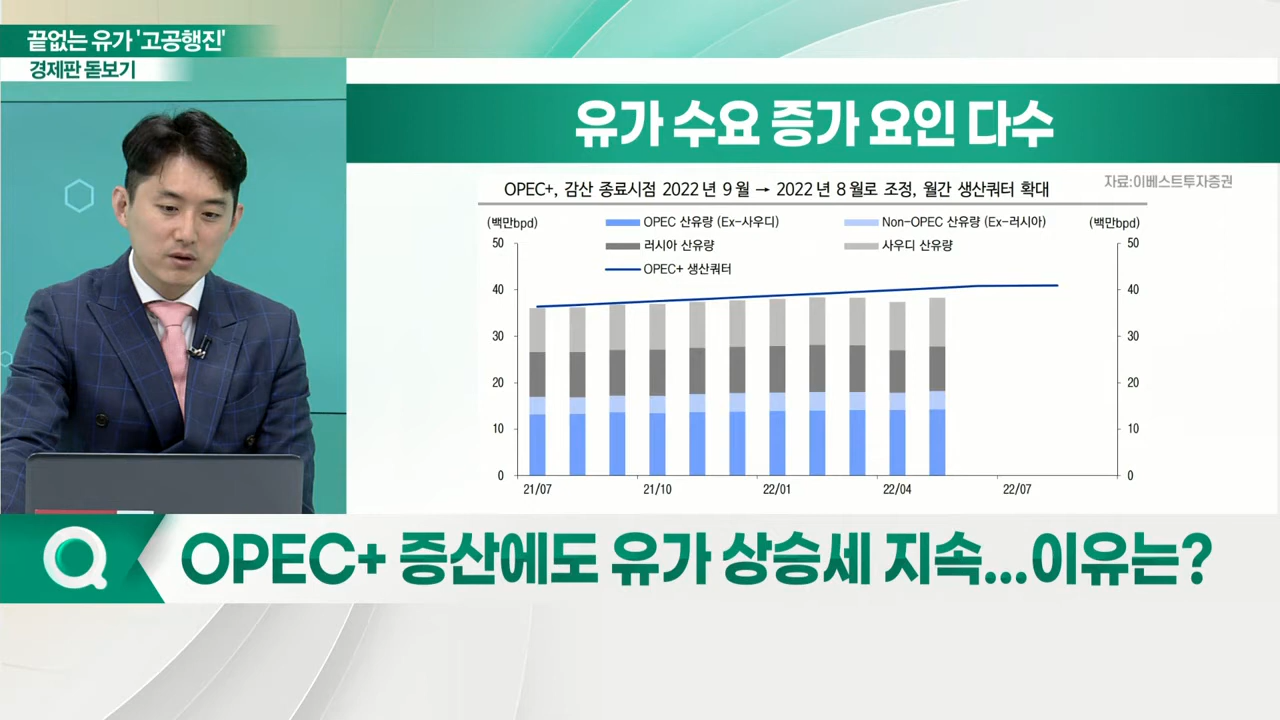 끝없는 유가 '고공행진'
경제판 돋보기
유가 수요 증가 요인 다수
자료:이베스트투자증권
OPEC+, 감산 종료시점 2022년 9월 → 2022년 8월로 조정, 월간 생산쿼터 확대
(백만bpd)
OPEC 산유량 (Ex-사우디)
Non-OPEC 산유량 (Ex-러시아)
(백만bpd)
러시아 산유량
사우디 산유량
OPEC+ 생산쿼터
50
40
30
20
10
0
50
40
30
20
10
0
21/07
21/10
22/01
22/04
22/07
Q
OPEC+ 증산에도 유가 상승세 지속...이유는?